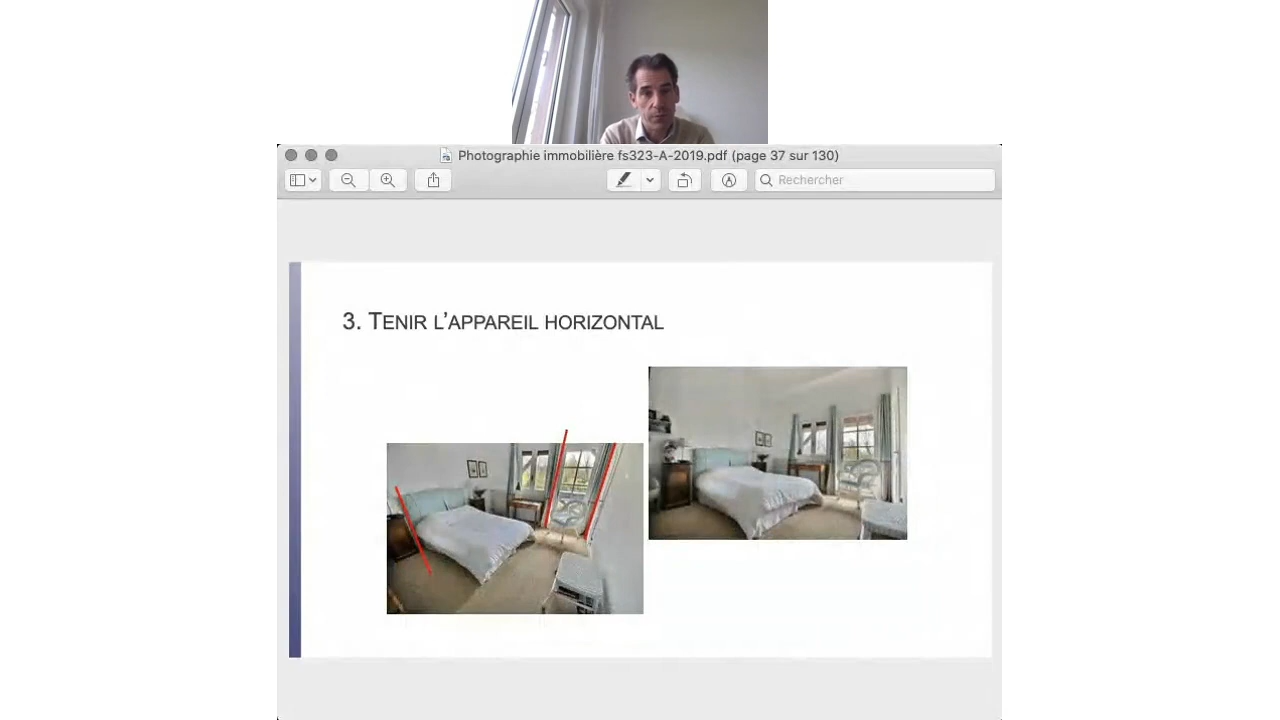 Photographie immobilière fs323-A-2019.pdf (page 37 sur 130)
Rechercher
3. TENIR L’APPAREIL HORIZONTAL